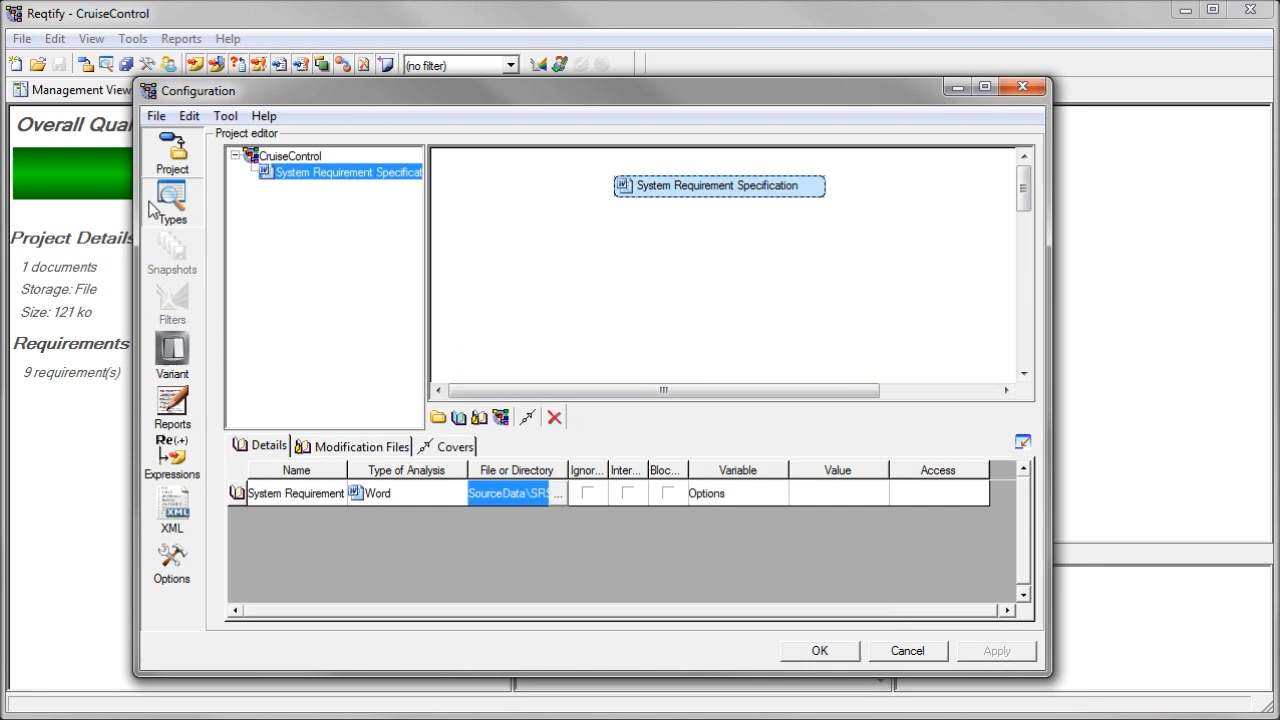 Reqtify - CruiseControl
File Edit View Tools Reports Help
(no filter)
Management View
Overall Qua
Project Details
1 documents
Storage: File
Size: 121 ko
Requirements
9 requirement(s)
Configuration
File Edit Tool Help
Project
Types
Snapshots
Filters
Variant
Reports
Re(.+)
Expressions
XML
XML
Options
Project editor
CruiseControl
System Requirement Specificat
System Requirement Specification
Details Modification Files Covers
Name Type of Analysis File or Directory Ignor... Inter... Bloc... Variable Value Access
System Requirement Word SourceData\SRS ... Options
OK Cancel Apply